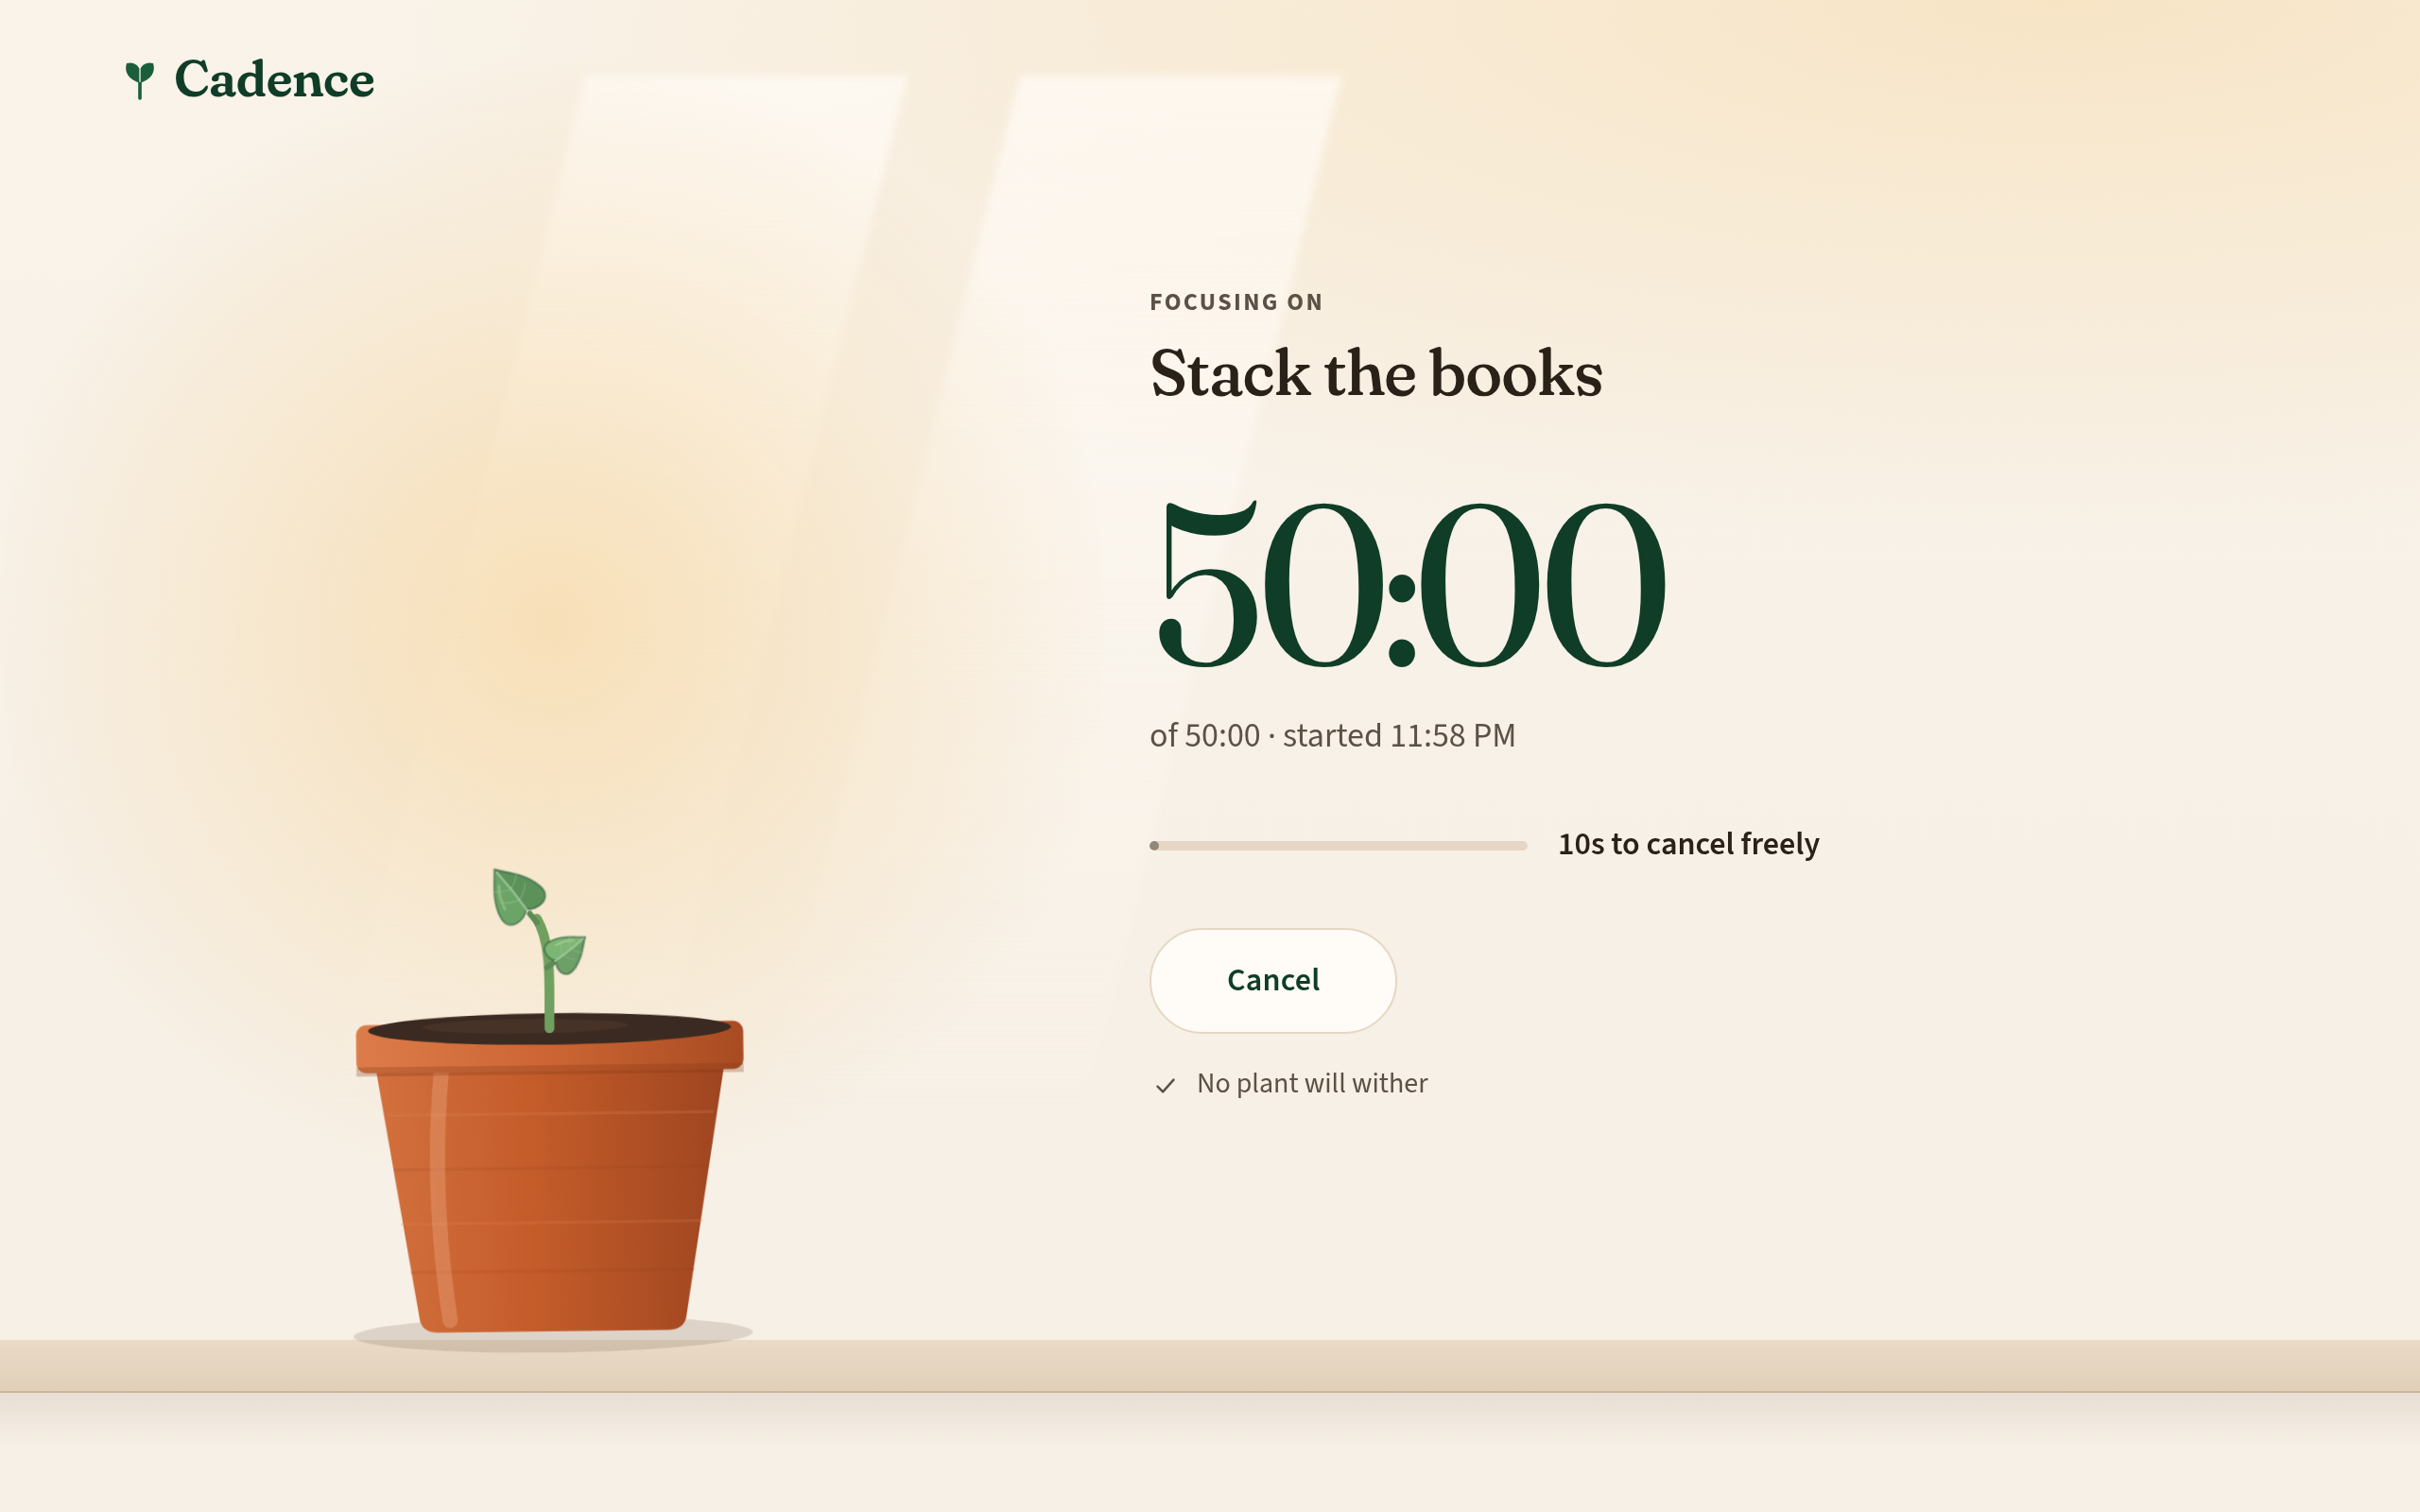 Cadence
FOCUSING ON
Stack the books
50:00
of 50:00 · started 11:58 PM
10s to cancel freely
Cancel
No plant will wither